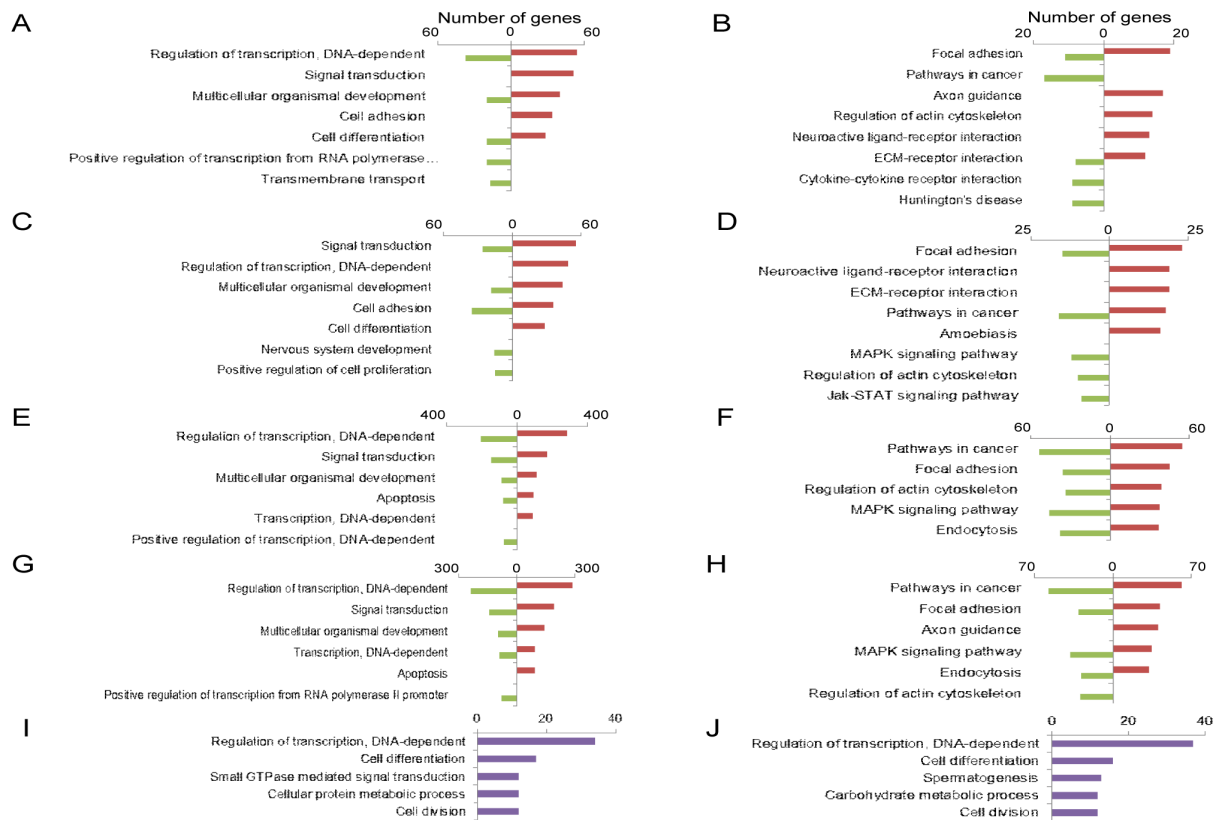 A
Number of genes
60 0 60
Regulation of transcription, DNA-dependent
Signal transduction
Multicellular organismal development
Cell adhesion
Cell differentiation
Positive regulation of transcription from RNA polymerase…
Transmembrane transport
B
Number of genes
20 0 20
Focal adhesion
Pathways in cancer
Axon guidance
Regulation of actin cytoskeleton
Neuroactive ligand-receptor interaction
ECM-receptor interaction
Cytokine-cytokine receptor interaction
Huntington's disease
C
60 0 60
Signal transduction
Regulation of transcription, DNA-dependent
Multicellular organismal development
Cell adhesion
Cell differentiation
Nervous system development
Positive regulation of cell proliferation
D
25 0 25
Focal adhesion
Neuroactive ligand-receptor interaction
ECM-receptor interaction
Pathways in cancer
Amoebiasis
MAPK signaling pathway
Regulation of actin cytoskeleton
Jak-STAT signaling pathway
E
400 0 400
Regulation of transcription, DNA-dependent
Signal transduction
Multicellular organismal development
Apoptosis
Transcription, DNA-dependent
Positive regulation of transcription, DNA-dependent
F
60 0 60
Pathways in cancer
Focal adhesion
Regulation of actin cytoskeleton
MAPK signaling pathway
Endocytosis
G
300 0 300
Regulation of transcription, DNA-dependent
Signal transduction
Multicellular organismal development
Transcription, DNA-dependent
Apoptosis
Positive regulation of transcription from RNA polymerase II promoter
H
70 0 70
Pathways in cancer
Focal adhesion
Axon guidance
MAPK signaling pathway
Endocytosis
Regulation of actin cytoskeleton
I
0 20 40
Regulation of transcription, DNA-dependent
Cell differentiation
Small GTPase mediated signal transduction
Cellular protein metabolic process
Cell division
J
0 20 40
Regulation of transcription, DNA-dependent
Cell differentiation
Spermatogenesis
Carbohydrate metabolic process
Cell division